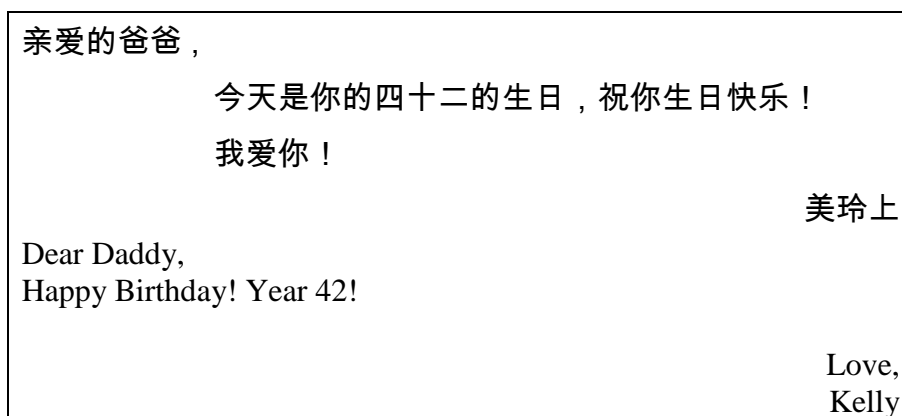 亲爱的爸爸，
今天是你的四十二的生日，祝你生日快乐！
我爱你！
美玲上
Dear Daddy,
Happy Birthday! Year 42!
Love,
Kelly